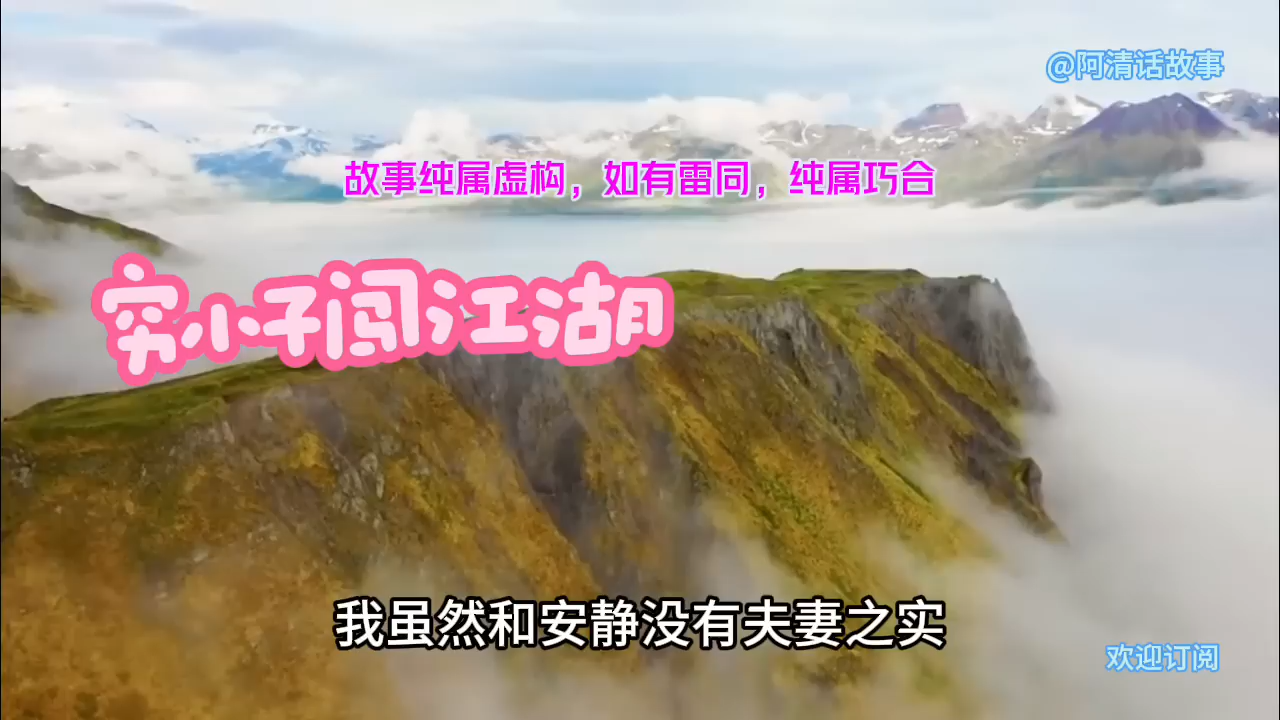 @阿清话故事
故事纯属虚构，如有雷同，纯属巧合
穷小子闯江湖
我虽然和安静没有夫妻之实
欢迎订阅